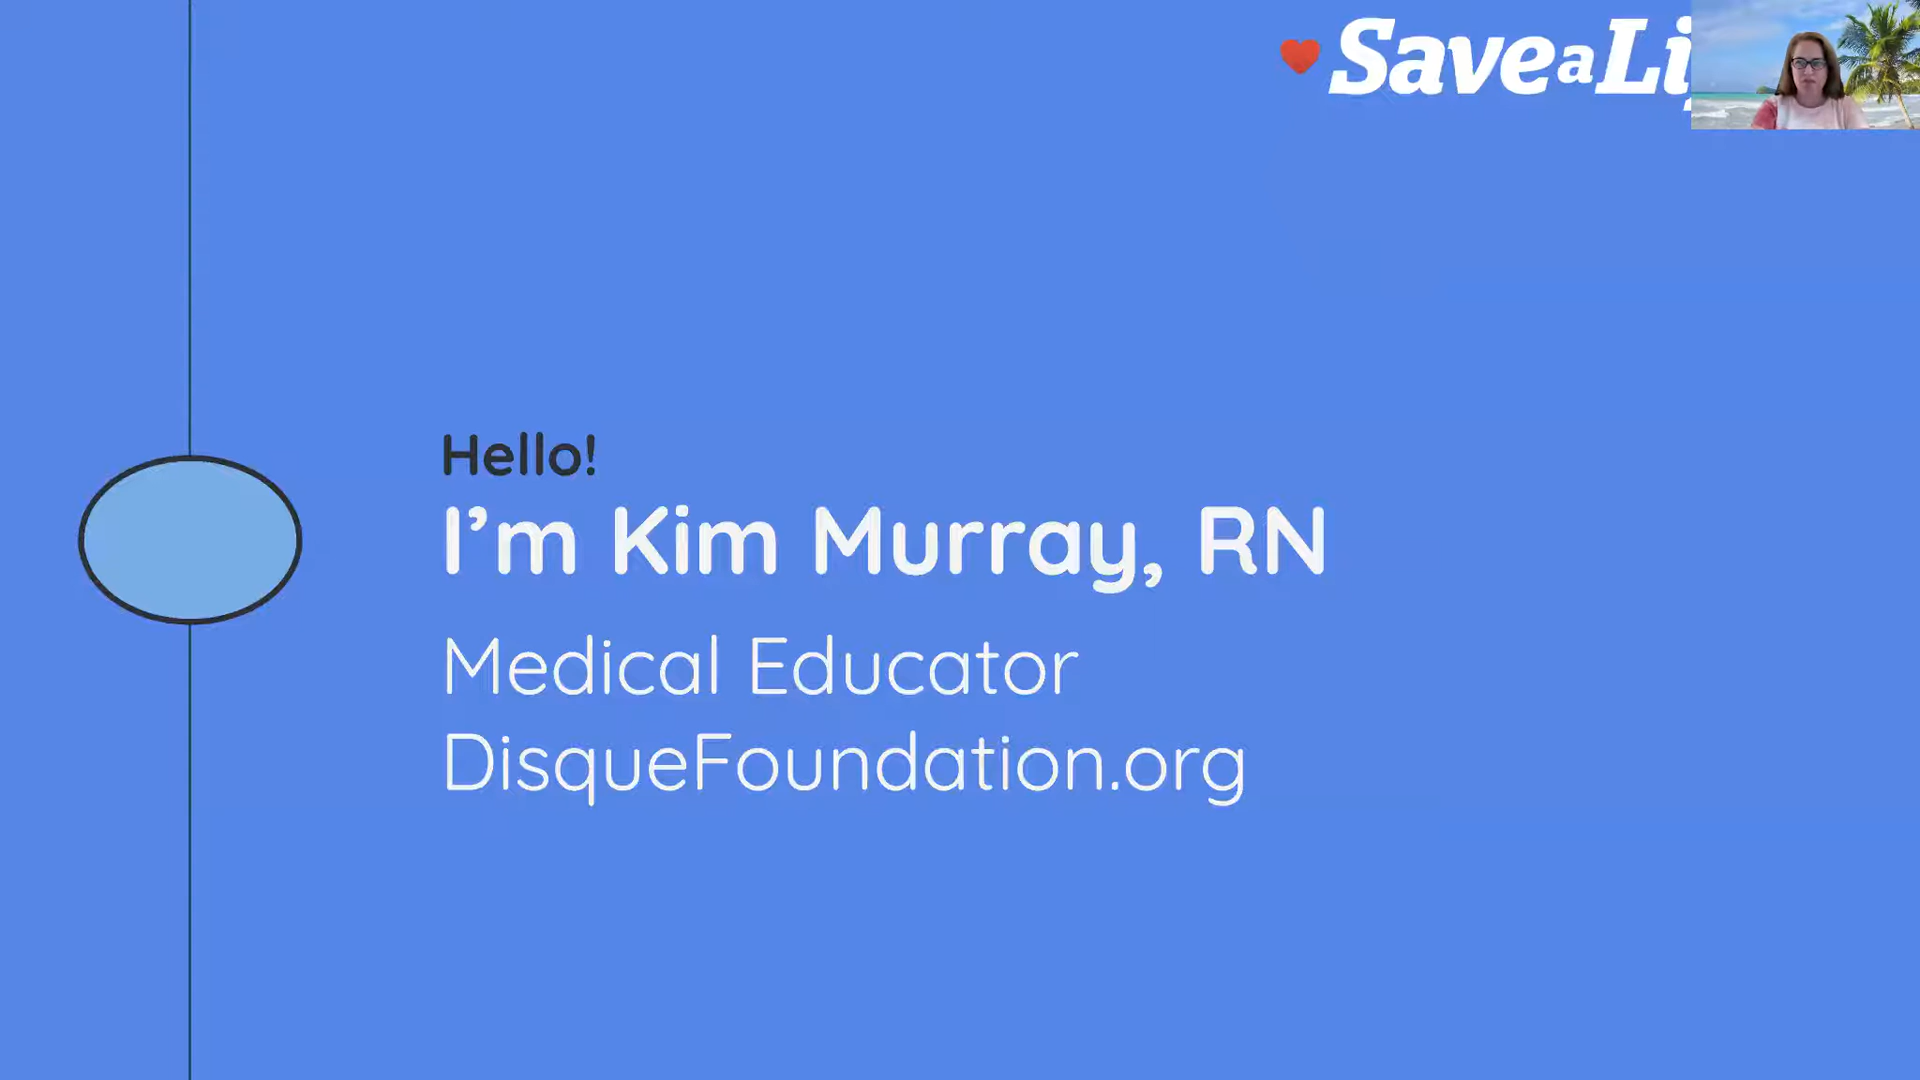 Save a Li
Hello!
I’m Kim Murray, RN
Medical Educator
DisqueFoundation.org